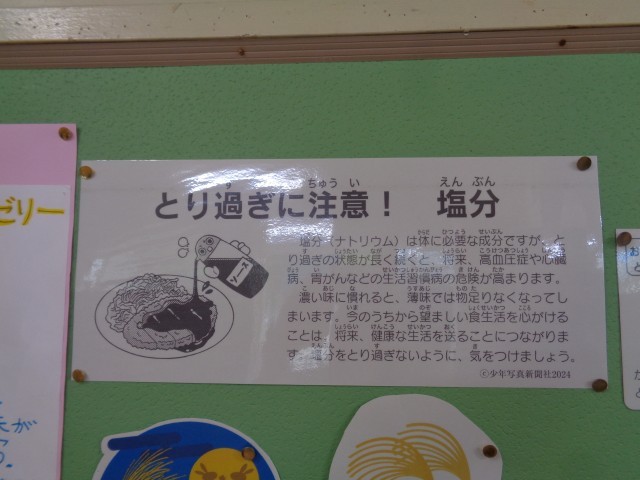 とり過ぎに注意！　塩分
塩分（ナトリウム）は体に必要な成分ですが、と
り過ぎの状態が長く続くと、将来、高血圧症や心臓
病、胃がんなどの生活習慣病の危険が高まります。
濃い味に慣れると、薄味では物足りなくなってし
まいます。今のうちから望ましい食生活を心がける
ことは、将来、健康な生活を送ることにつながりま
す。塩分をとり過ぎないように、気をつけましょう。
©少年写真新聞社2024
ゼリー